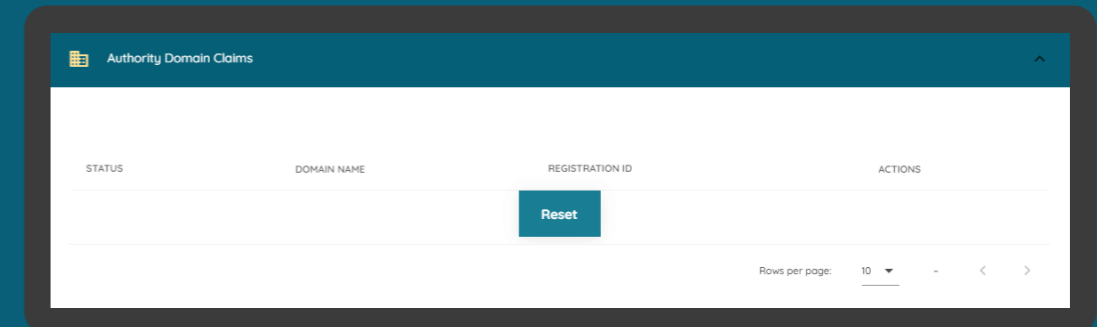 Authority Domain Claims
STATUS DOMAIN NAME REGISTRATION ID ACTIONS
Reset
Rows per page: 10 -